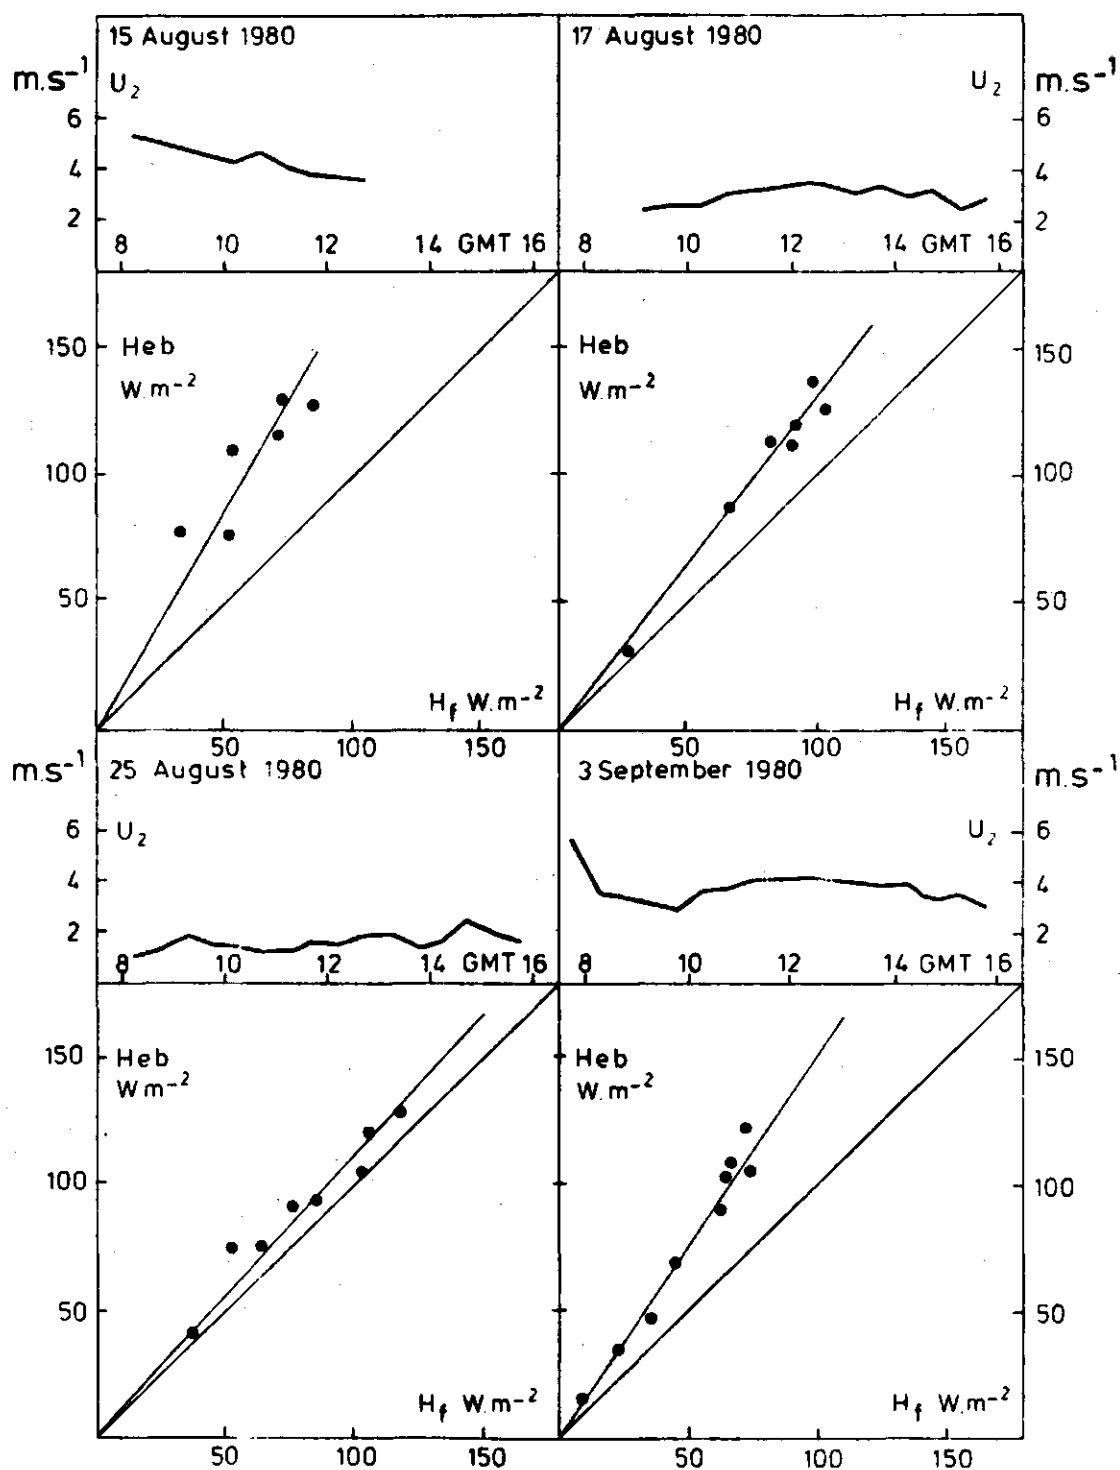 15 August 1980
17 August 1980
m.s⁻¹
U₂
U₂
m.s⁻¹
6
6
4
4
2
2
8 10 12 14 GMT 16
8 10 12 14 GMT 16
Heb
W.m⁻²
Heb
W.m⁻²
150
150
100
100
50
50
H_f W.m⁻²
H_f W.m⁻²
50 100 150
50 100 150
m.s⁻¹
25 August 1980
3 September 1980
m.s⁻¹
6
U₂
U₂
6
4
4
2
2
8 10 12 14 GMT 16
8 10 12 14 GMT 16
Heb
W m⁻²
Heb
W.m⁻²
150
150
100
100
50
50
H_f W.m⁻²
H_f W.m⁻²
50 100 150
50 100 150